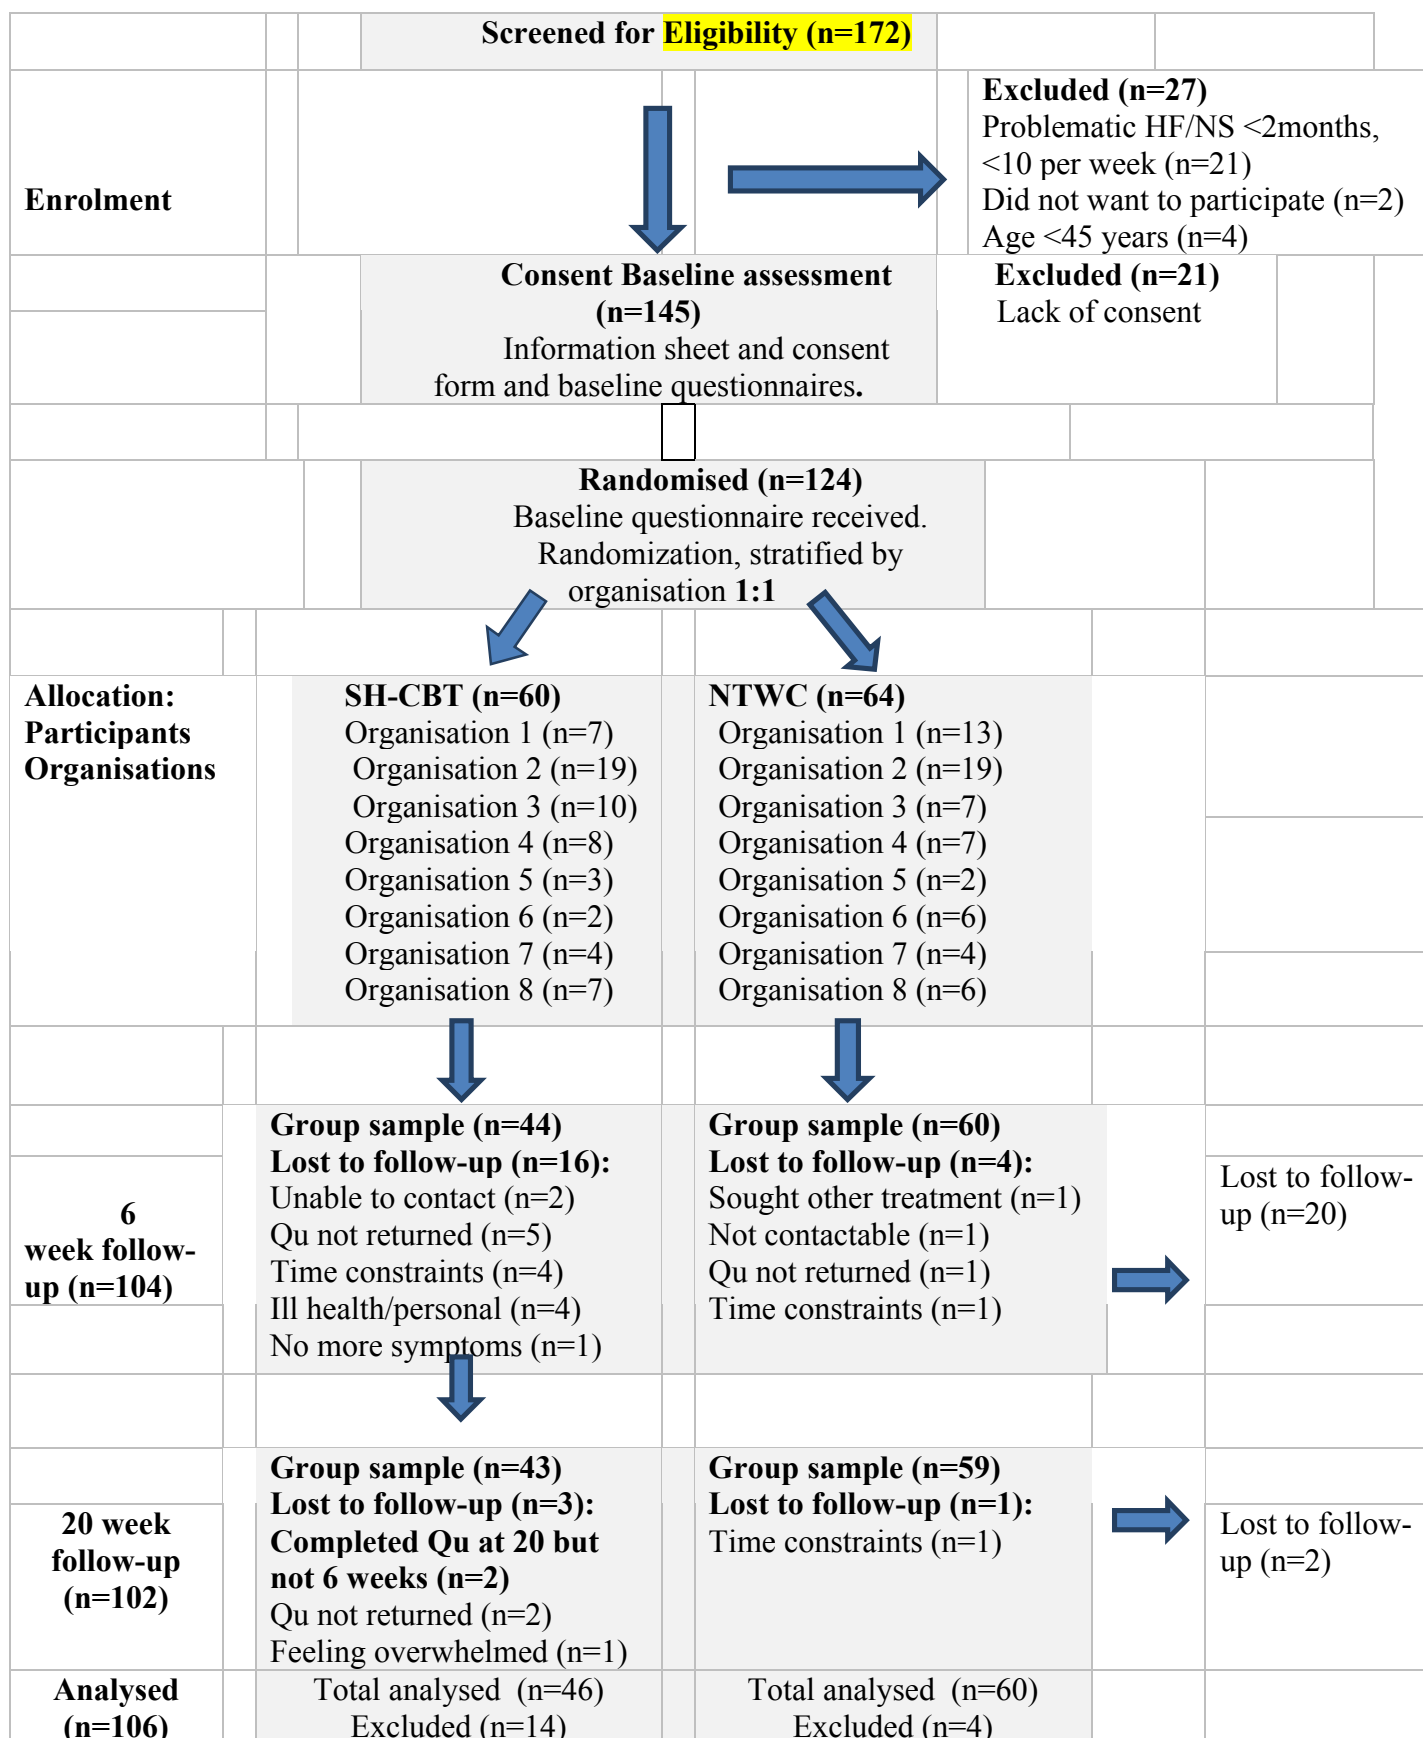 Screened for Eligibility (n=172)
Excluded (n=27)
Problematic HF/NS <2months,
<10 per week (n=21)
Did not want to participate (n=2)
Age <45 years (n=4)
Enrolment
Consent Baseline assessment
(n=145)
Information sheet and consent
form and baseline questionnaires.
Excluded (n=21)
Lack of consent
Randomised (n=124)
Baseline questionnaire received.
Randomization, stratified by
organisation 1:1
Allocation:
Participants
Organisations
SH-CBT (n=60)
Organisation 1 (n=7)
Organisation 2 (n=19)
Organisation 3 (n=10)
Organisation 4 (n=8)
Organisation 5 (n=3)
Organisation 6 (n=2)
Organisation 7 (n=4)
Organisation 8 (n=7)
NTWC (n=64)
Organisation 1 (n=13)
Organisation 2 (n=19)
Organisation 3 (n=7)
Organisation 4 (n=7)
Organisation 5 (n=2)
Organisation 6 (n=6)
Organisation 7 (n=4)
Organisation 8 (n=6)
6
week follow-
up (n=104)
Group sample (n=44)
Lost to follow-up (n=16):
Unable to contact (n=2)
Qu not returned (n=5)
Time constraints (n=4)
Ill health/personal (n=4)
No more symptoms (n=1)
Group sample (n=60)
Lost to follow-up (n=4):
Sought other treatment (n=1)
Not contactable (n=1)
Qu not returned (n=1)
Time constraints (n=1)
Lost to follow-
up (n=20)
20 week
follow-up
(n=102)
Group sample (n=43)
Lost to follow-up (n=3):
Completed Qu at 20 but
not 6 weeks (n=2)
Qu not returned (n=2)
Feeling overwhelmed (n=1)
Group sample (n=59)
Lost to follow-up (n=1):
Time constraints (n=1)
Lost to follow-
up (n=2)
Analysed
(n=106)
Total analysed (n=46)
Excluded (n=14)
Total analysed (n=60)
Excluded (n=4)